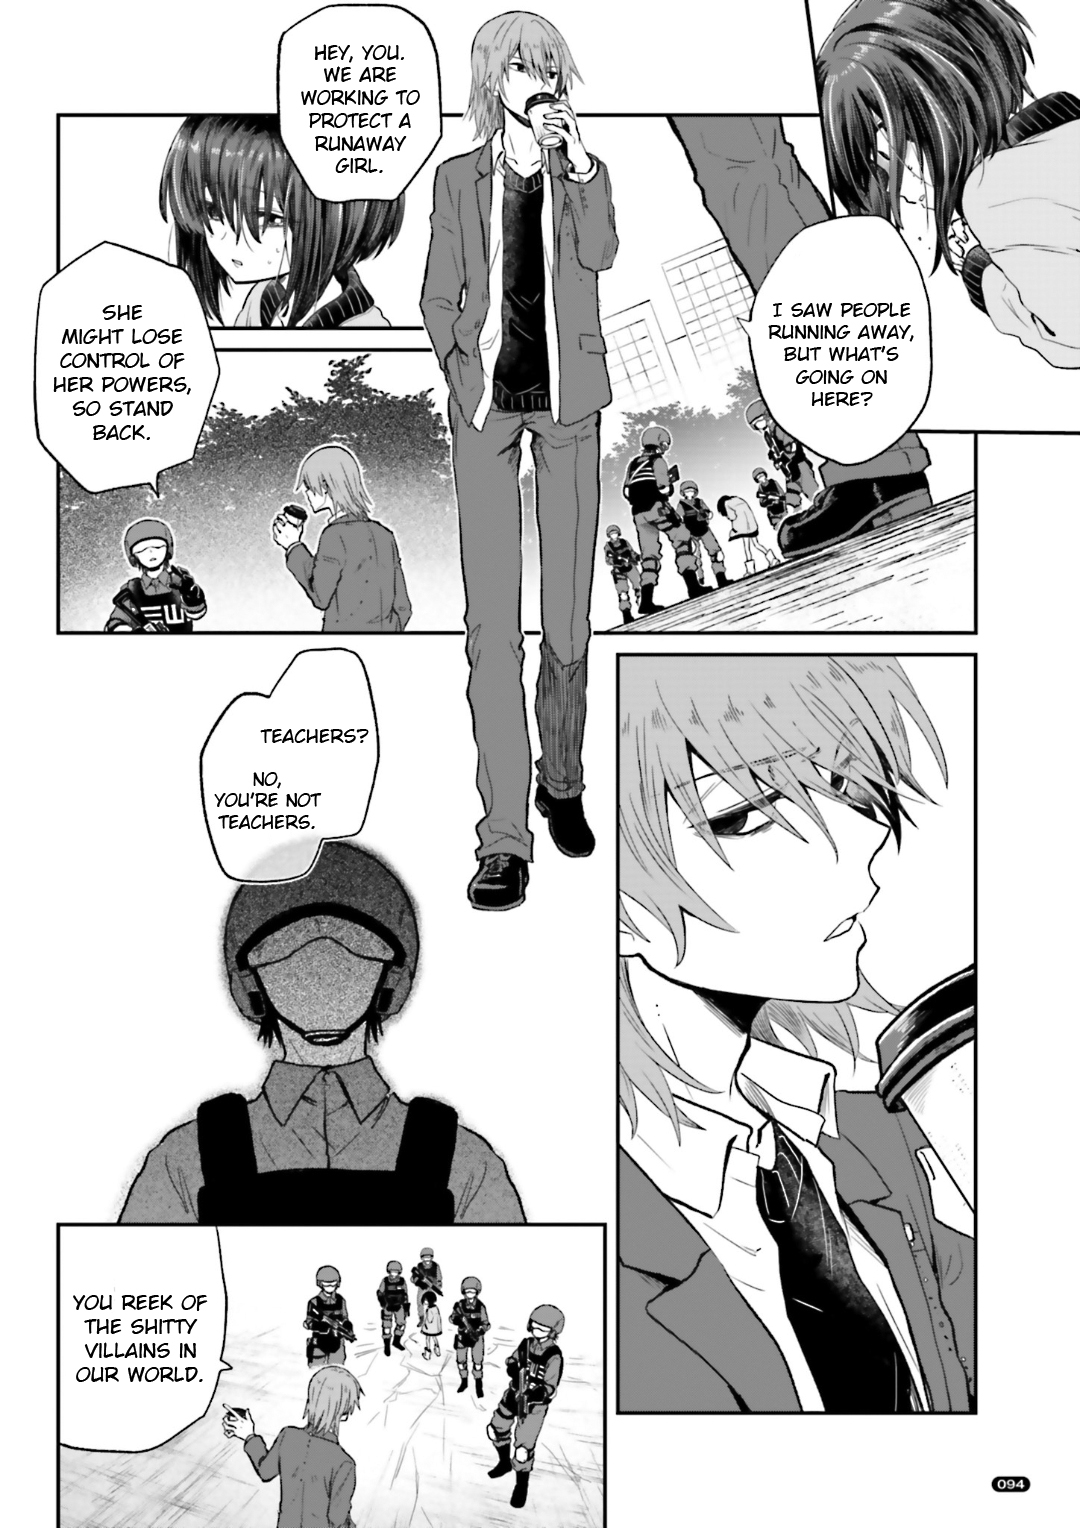 I SAW PEOPLE
RUNNING AWAY,
BUT WHAT'S
GOING ON
HERE?
HEY, YOU.
WE ARE
WORKING TO
PROTECT A
RUNAWAY
GIRL.
SHE
MIGHT LOSE
CONTROL OF
HER POWERS,
SO STAND
BACK.
TEACHERS?
NO,
YOU'RE NOT
TEACHERS.
YOU REEK OF
THE SHITTY
VILLAINS IN
OUR WORLD.
094